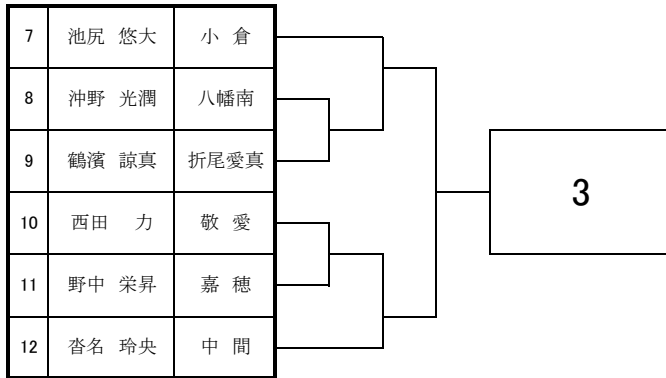 7 池尻 悠大 小 倉
8 沖野 光潤 八幡南
9 鶴濱 諒真 折尾愛真
10 西田 力 敬 愛
11 野中 栄昇 嘉 穂
12 沓名 玲央 中 間
3